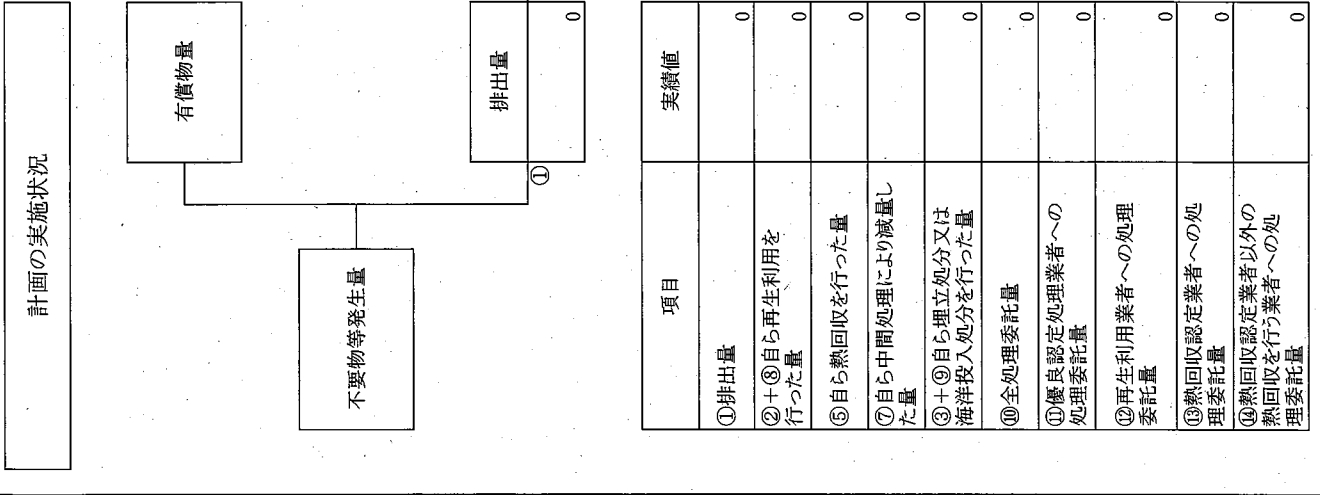 計画の実施状況
有償物量
不要物等発生量
排出量
①
0
項目
実績値
①排出量
0
②+⑧自ら再生利用を
行った量
0
⑤自ら熱回収を行った量
0
⑦自ら中間処理により減量し
た量
0
③+⑨自ら埋立処分又は
海洋投入処分を行った量
0
⑩全処理委託量
0
⑪優良認定処理業者への
処理委託量
0
⑫再生利用業者への処理
委託量
0
⑬熱回収認定業者への処
理委託量
0
⑭熱回収認定業者以外の
熱回収を行う業者への処
理委託量
0